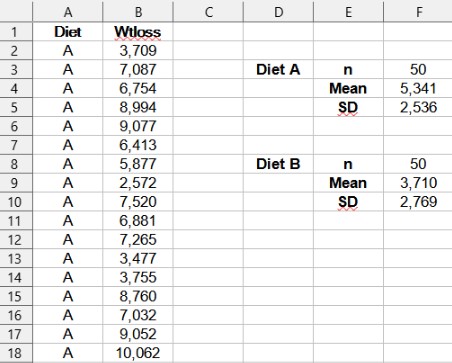 A B C D E F
1 Diet Wtloss
2 A 3,709
3 A 7,087 Diet A n 50
4 A 6,754 Mean 5,341
5 A 8,994 SD 2,536
6 A 9,077
7 A 6,413
8 A 5,877 Diet B n 50
9 A 2,572 Mean 3,710
10 A 7,520 SD 2,769
11 A 6,881
12 A 7,265
13 A 3,477
14 A 3,755
15 A 8,760
16 A 7,032
17 A 9,052
18 A 10,062